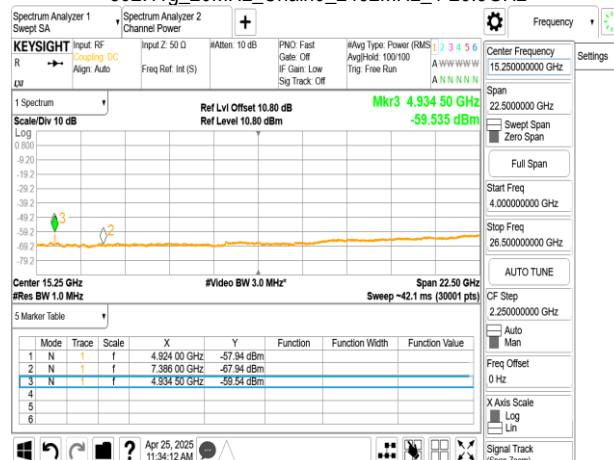 Spectrum Analyzer 1
Swept SA
Spectrum Analyzer 2
Channel Power
+
Frequency
Settings
KEYSIGHT
R
LXI
Input: RF
Coupling: DC
Align: Auto
Input Z: 50 Ω
Freq Ref: Int (S)
#Atten: 10 dB
PNO: Fast
Gate: Off
IF Gain: Low
Sig Track: Off
#Avg Type: Power (RMS
Avg|Hold: 100/100
Trig: Free Run
1 2 3 4 5 6
A W W W W W
A N N N N N
1 Spectrum
Scale/Div 10 dB
Log
Ref Lvl Offset 10.80 dB
Ref Level 10.80 dBm
Mkr3 4.934 50 GHz
-59.535 dBm
0.800
-9.20
-19.2
-29.2
-39.2
-49.2
-59.2
-69.2
-79.2
3
2
Center 15.25 GHz
#Res BW 1.0 MHz
#Video BW 3.0 MHz*
Span 22.50 GHz
Sweep ~42.1 ms (30001 pts)
5 Marker Table
Mode Trace Scale X Y Function Function Width Function Value
1 N 1 f 4.924 00 GHz -57.94 dBm
2 N 1 f 7.386 00 GHz -67.94 dBm
3 N 1 f 4.934 50 GHz -59.54 dBm
4
5
6
?
Apr 25, 2025
11:34:12 AM
Center Frequency
15.250000000 GHz
Span
22.5000000 GHz
Swept Span
Zero Span
Full Span
Start Freq
4.000000000 GHz
Stop Freq
26.500000000 GHz
AUTO TUNE
CF Step
2.250000000 GHz
Auto
Man
Freq Offset
0 Hz
X Axis Scale
Log
Lin
Signal Track